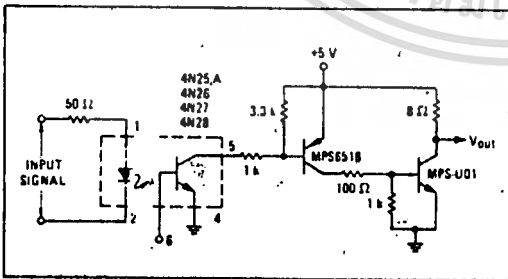 +5 V
4N25,A
4N26
4N27
4N28
50 Ω
3.3 k
8 Ω
1
5
Vout
INPUT
SIGNAL
1 k
MPS6518
100 Ω
MPS-U01
1 k
2
4
6